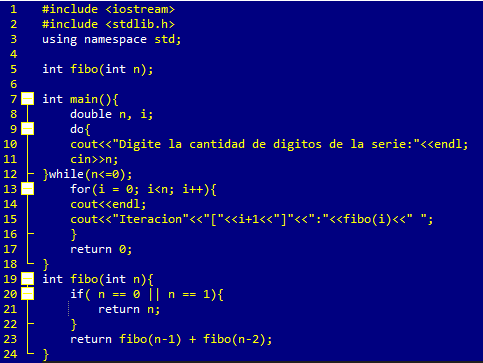 1 #include <iostream>
2 #include <stdlib.h>
3 using namespace std;
4
5 int fibo(int n);
6
7 int main(){
8     double n, i;
9     do{
10     cout<<"Digite la cantidad de digitos de la serie:"<<endl;
11     cin>>n;
12 }while(n<=0);
13     for(i = 0; i<n; i++){
14     cout<<endl;
15     cout<<"Iteracion"<<"["<<i+1<<"]"<<":"<<fibo(i)<<" ";
16     }
17     return 0;
18 }
19 int fibo(int n){
20     if( n == 0 || n == 1){
21         return n;
22     }
23     return fibo(n-1) + fibo(n-2);
24 }